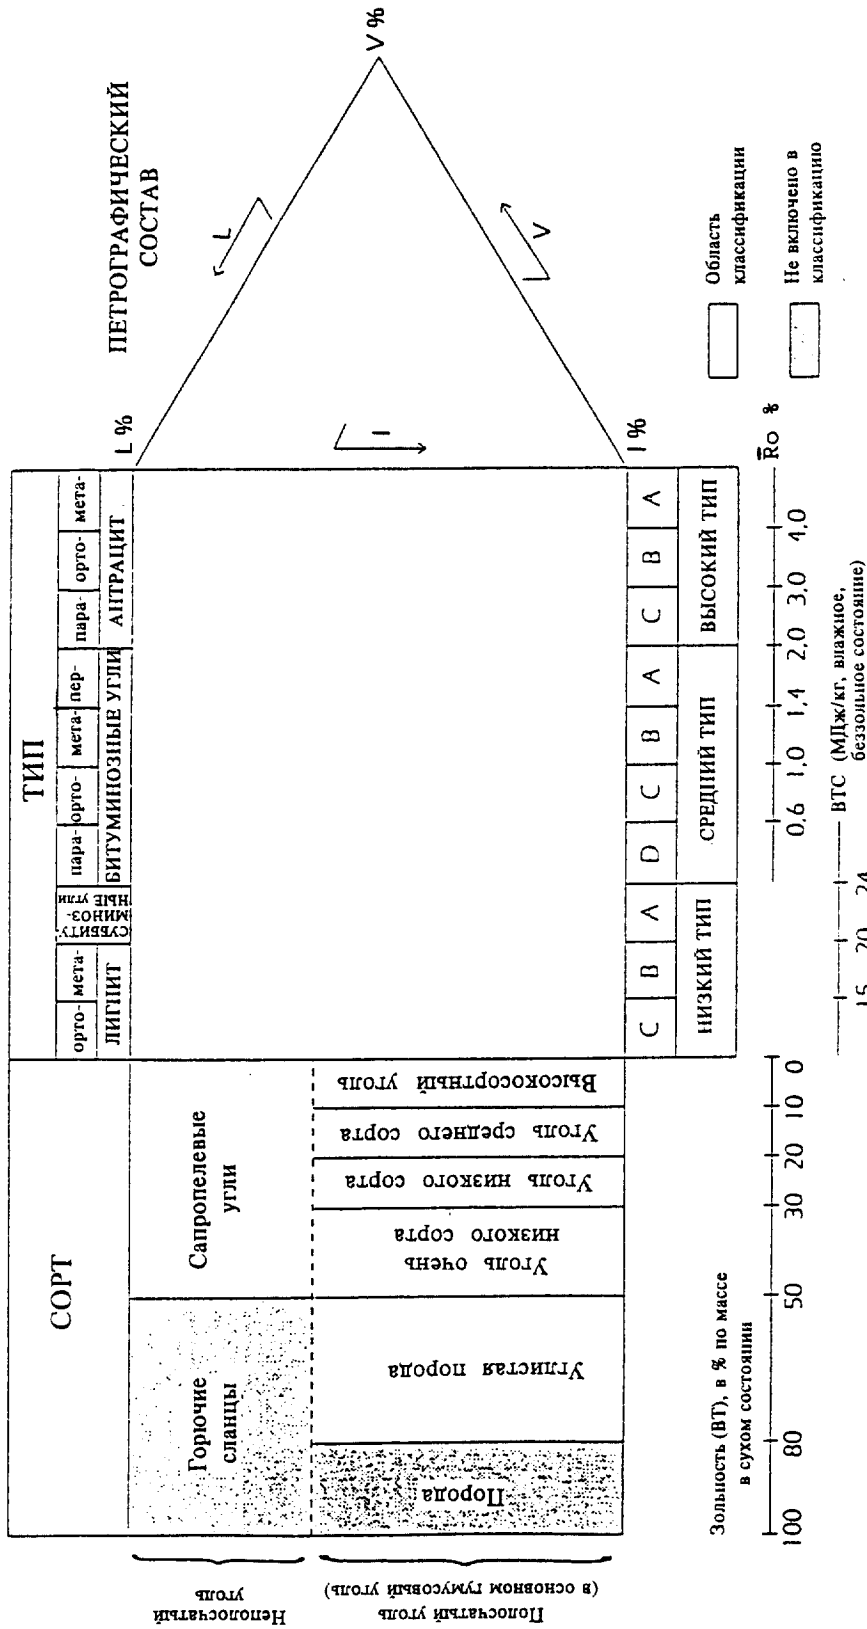 СОРТ
ТИП
ПЕТРОГРАФИЧЕСКИЙ
СОСТАВ
орто-
мета-
СУББИТУ-
МИНОЗ-
НЫЕ УГЛИ
пара-
орто-
мета-
пер-
пара-
орто-
мета-
ЛИГНИТ
БИТУМИНОЗНЫЕ УГЛИ
АНТРАЦИТ
L %
V %
I %
L
I
V
Неполосчатый
уголь
Горючие
сланцы
Сапропелевые
угли
Полосчатый уголь
(в основном гумусовый уголь)
Порода
Углистая порода
Уголь очень
низкого сорта
Уголь низкого сорта
Уголь среднего сорта
Высокосортный уголь
C
B
A
D
C
B
A
C
B
A
НИЗКИЙ ТИП
СРЕДНИЙ ТИП
ВЫСОКИЙ ТИП
Зольность (ВТ), в % по массе
в сухом состоянии
100
80
50
30
20
10
0
0,6
1,0
1,4
2,0
3,0
4,0
R̄o %
15
20
24
ВТС (МДж/кг, влажное,
беззольное состояние)
Область
классификации
Не включено в
классификацию